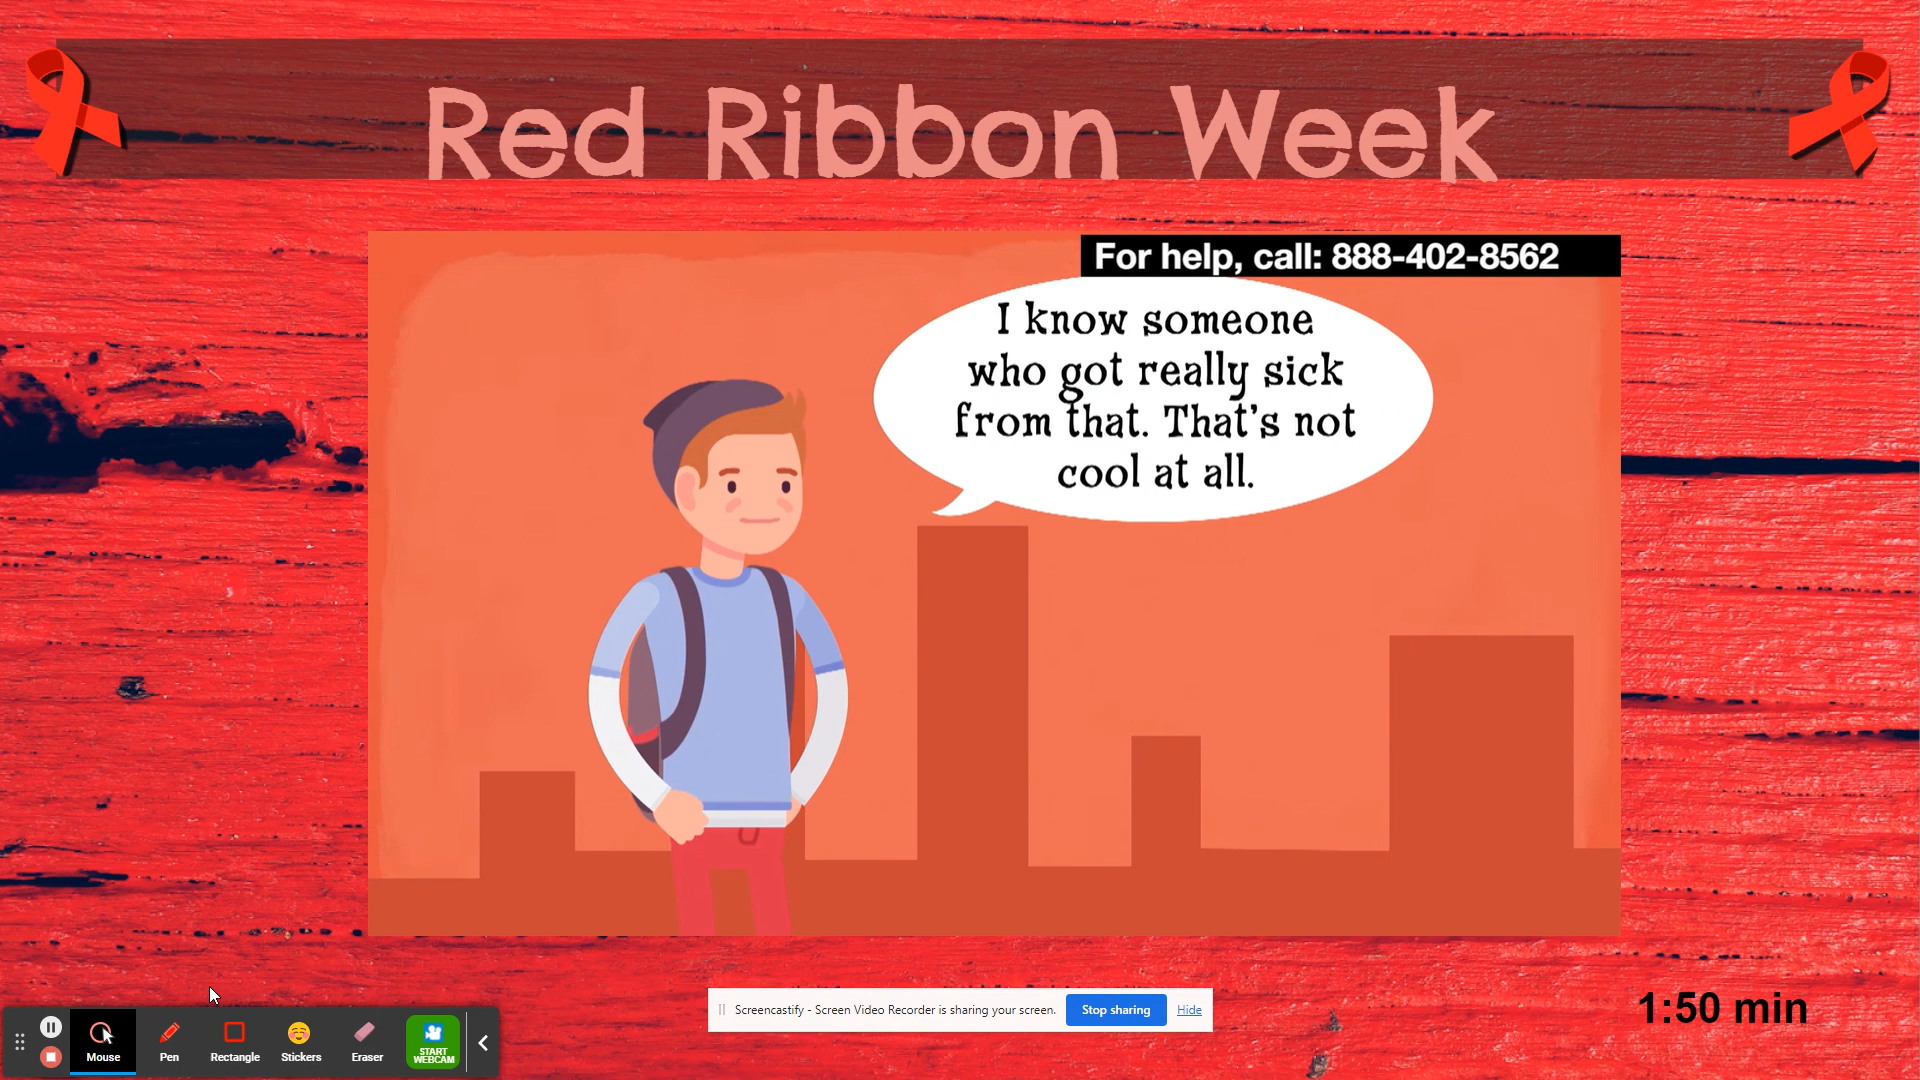 Red Ribbon Week
For help, call: 888-402-8562
I know someone
who got really sick
from that. That's not
cool at all.
1:50 min
Screencastify - Screen Video Recorder is sharing your screen. Stop sharing Hide
Mouse Pen Rectangle Stickers Eraser
START
WEBCAM